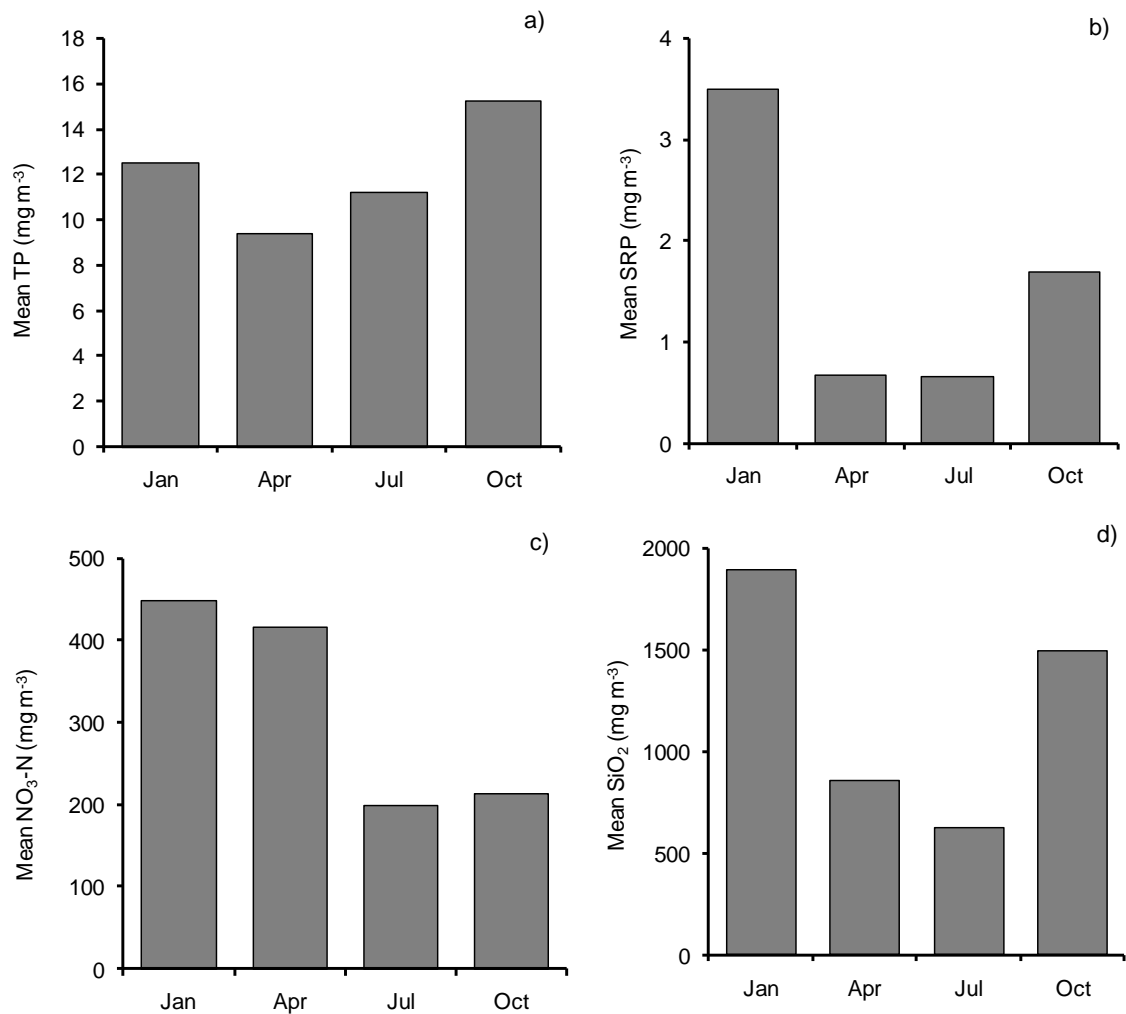 a)
Mean TP (mg m-3)
18
16
14
12
10
8
6
4
2
0
Jan Apr Jul Oct
b)
Mean SRP (mg m-3)
4
3
2
1
0
Jan Apr Jul Oct
c)
Mean NO3-N (mg m-3)
500
400
300
200
100
0
Jan Apr Jul Oct
d)
Mean SiO2 (mg m-3)
2000
1500
1000
500
0
Jan Apr Jul Oct